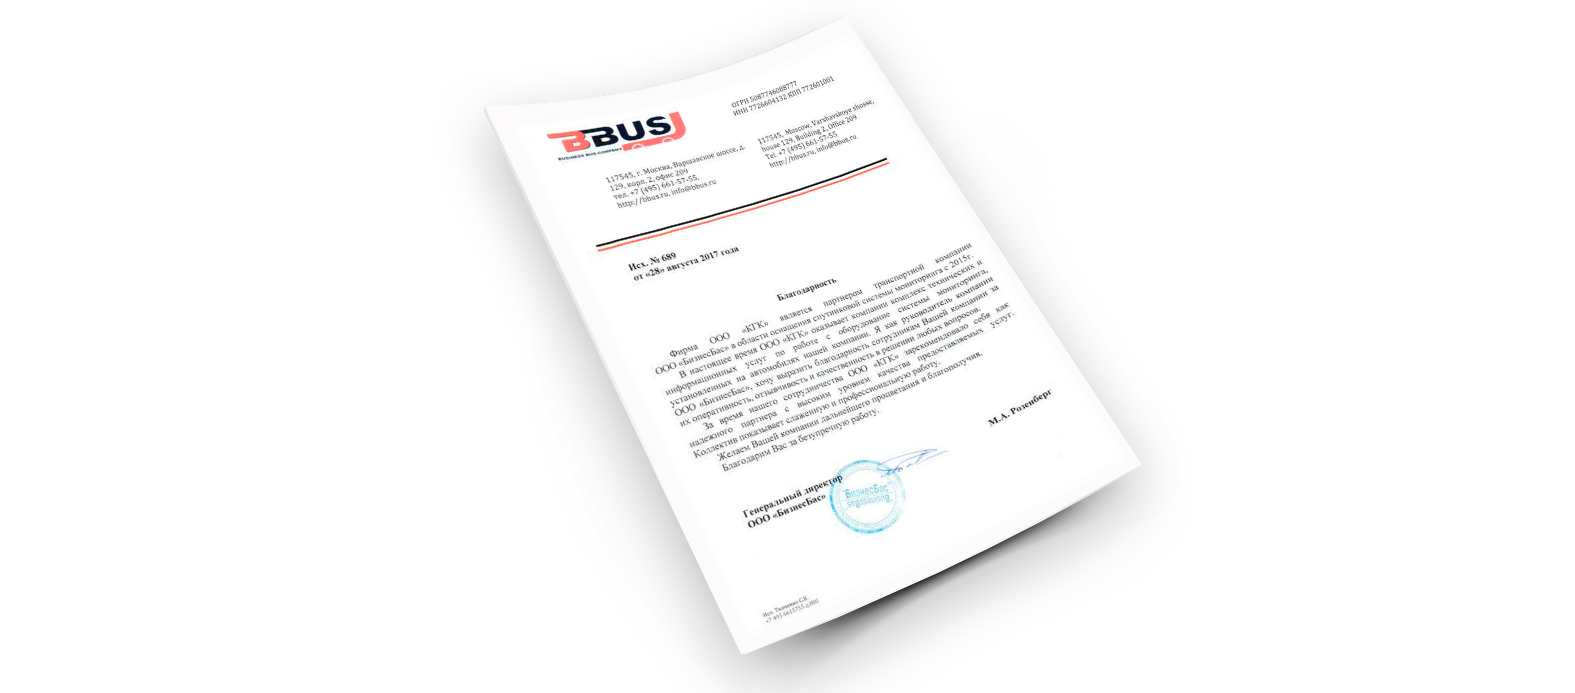 BBUS
BUSINESS BUS COMPANY
ОГРН 5087746088777
ИНН 7726604132 КПП 772601001
117545, г. Москва, Варшавское шоссе, д.
129, корп. 2, офис 209
тел. +7 (495) 661-57-55,
http://bbus.ru, info@bbus.ru
117545, Moscow, Varshavskoye shosse,
house 129, Building 2, Office 209
Tel. +7 (495) 661-57-55
http://bbus.ru, info@bbus.ru
Исх. № 689
от «28» августа 2017 года
Благодарность
Фирма ООО «КГК» является партнером транспортной компании
ООО «БизнесБас» в области оснащения спутниковой системы мониторинга с 2015г.
В настоящее время ООО «КГК» оказывает компании комплекс технических и
информационных услуг по работе с оборудование системы мониторинга,
установленных на автомобилях нашей компании. Я как руководитель компании
ООО «БизнесБас», хочу выразить благодарность сотрудникам Вашей компании за
их оперативность, отзывчивость и качественность в решении любых вопросов.
За время нашего сотрудничества ООО «КГК» зарекомендовало себя как
надежного партнера с высоким уровнем качества предоставляемых услуг.
Коллектив показывает слаженную и профессиональную работу.
Желаем Вашей компании дальнейшего процветания и благополучия.
Благодарим Вас за безупречную работу.
Генеральный директор
ООО «БизнесБас»
М.А. Розенберг
БизнесБас
Исп. Ткаченко С.В.
+7 495 6615755 д.800